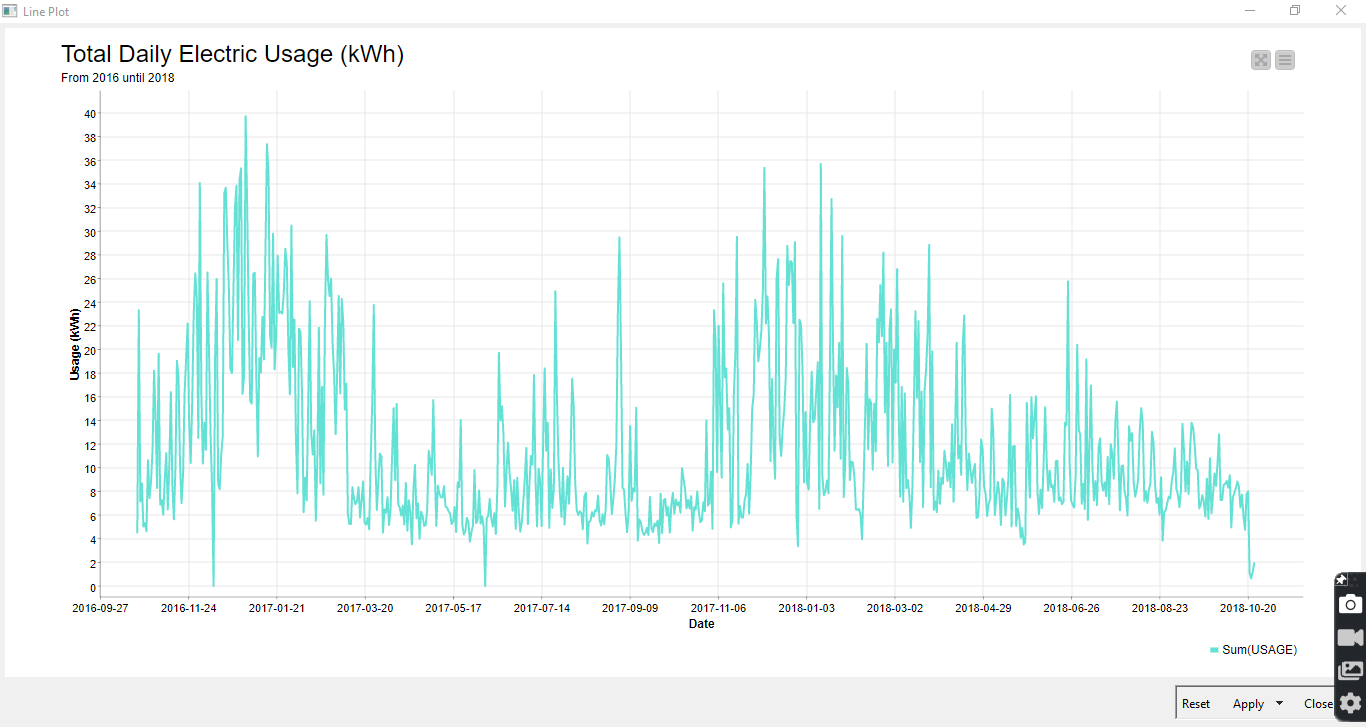 Line Plot
Total Daily Electric Usage (kWh)
From 2016 until 2018
40
38
36
34
32
30
28
26
24
22
20
18
16
14
12
10
8
6
4
2
0
Usage (kWh)
2016-09-27 2016-11-24 2017-01-21 2017-03-20 2017-05-17 2017-07-14 2017-09-09 2017-11-06 2018-01-03 2018-03-02 2018-04-29 2018-06-26 2018-08-23 2018-10-20
Date
Sum(USAGE)
Reset Apply Close